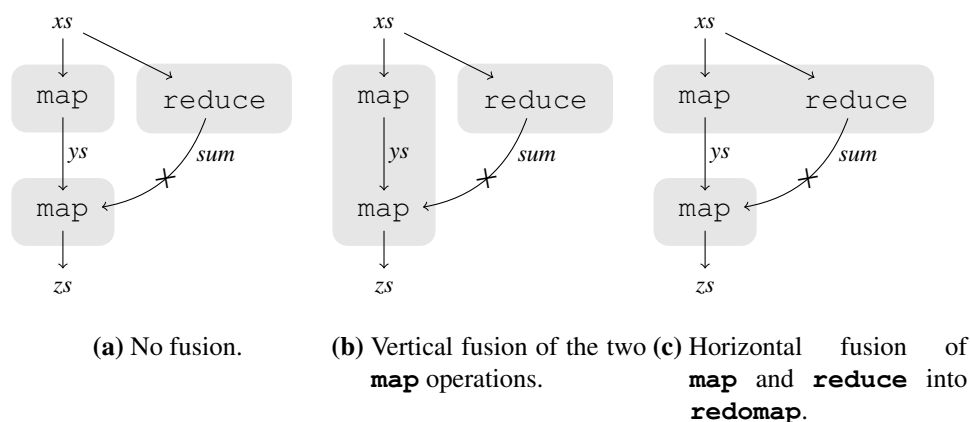 xs xs xs
map reduce map reduce map reduce
ys sum ys sum ys sum
map map map
zs zs zs
(a) No fusion.
(b) Vertical fusion of the two
map operations.
(c) Horizontal fusion of
map and reduce into
redomap.